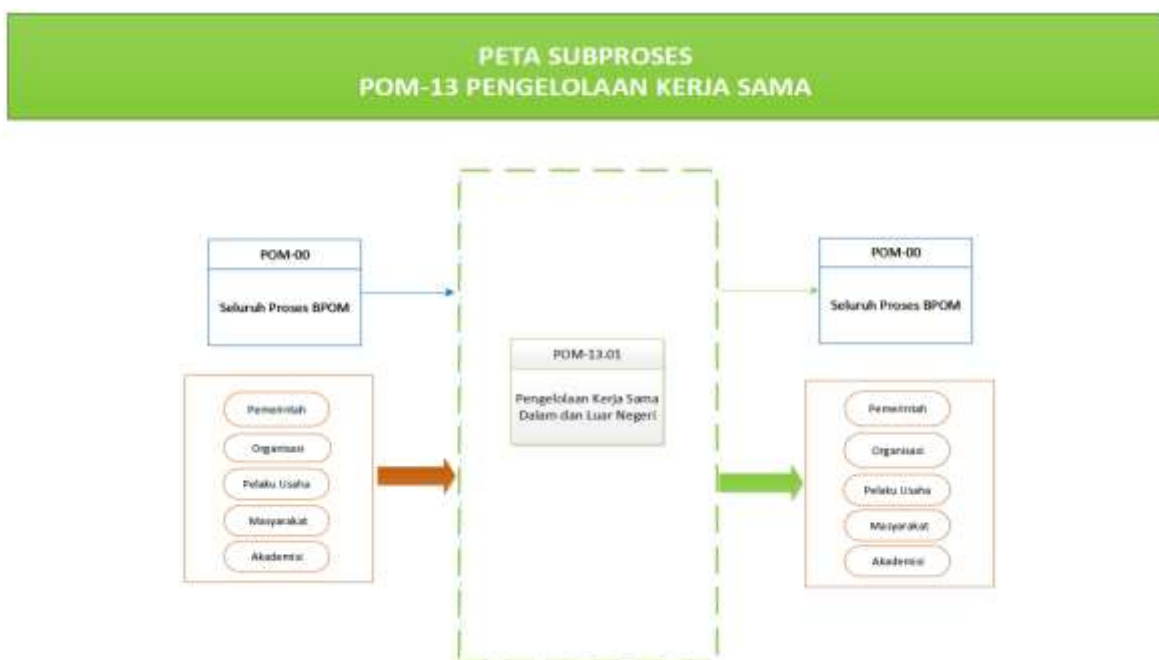 PETA SUBPROSES
POM-13 PENGELOLAAN KERJA SAMA
POM-00
Seluruh Proses BPOM
Pemerintah
Organisasi
Pelaku Usaha
Masyarakat
Akademisi
POM-13.01
Pengelolaan Kerja Sama
Dalam dan Luar Negeri
POM-00
Seluruh Proses BPOM
Pemerintah
Organisasi
Pelaku Usaha
Masyarakat
Akademisi